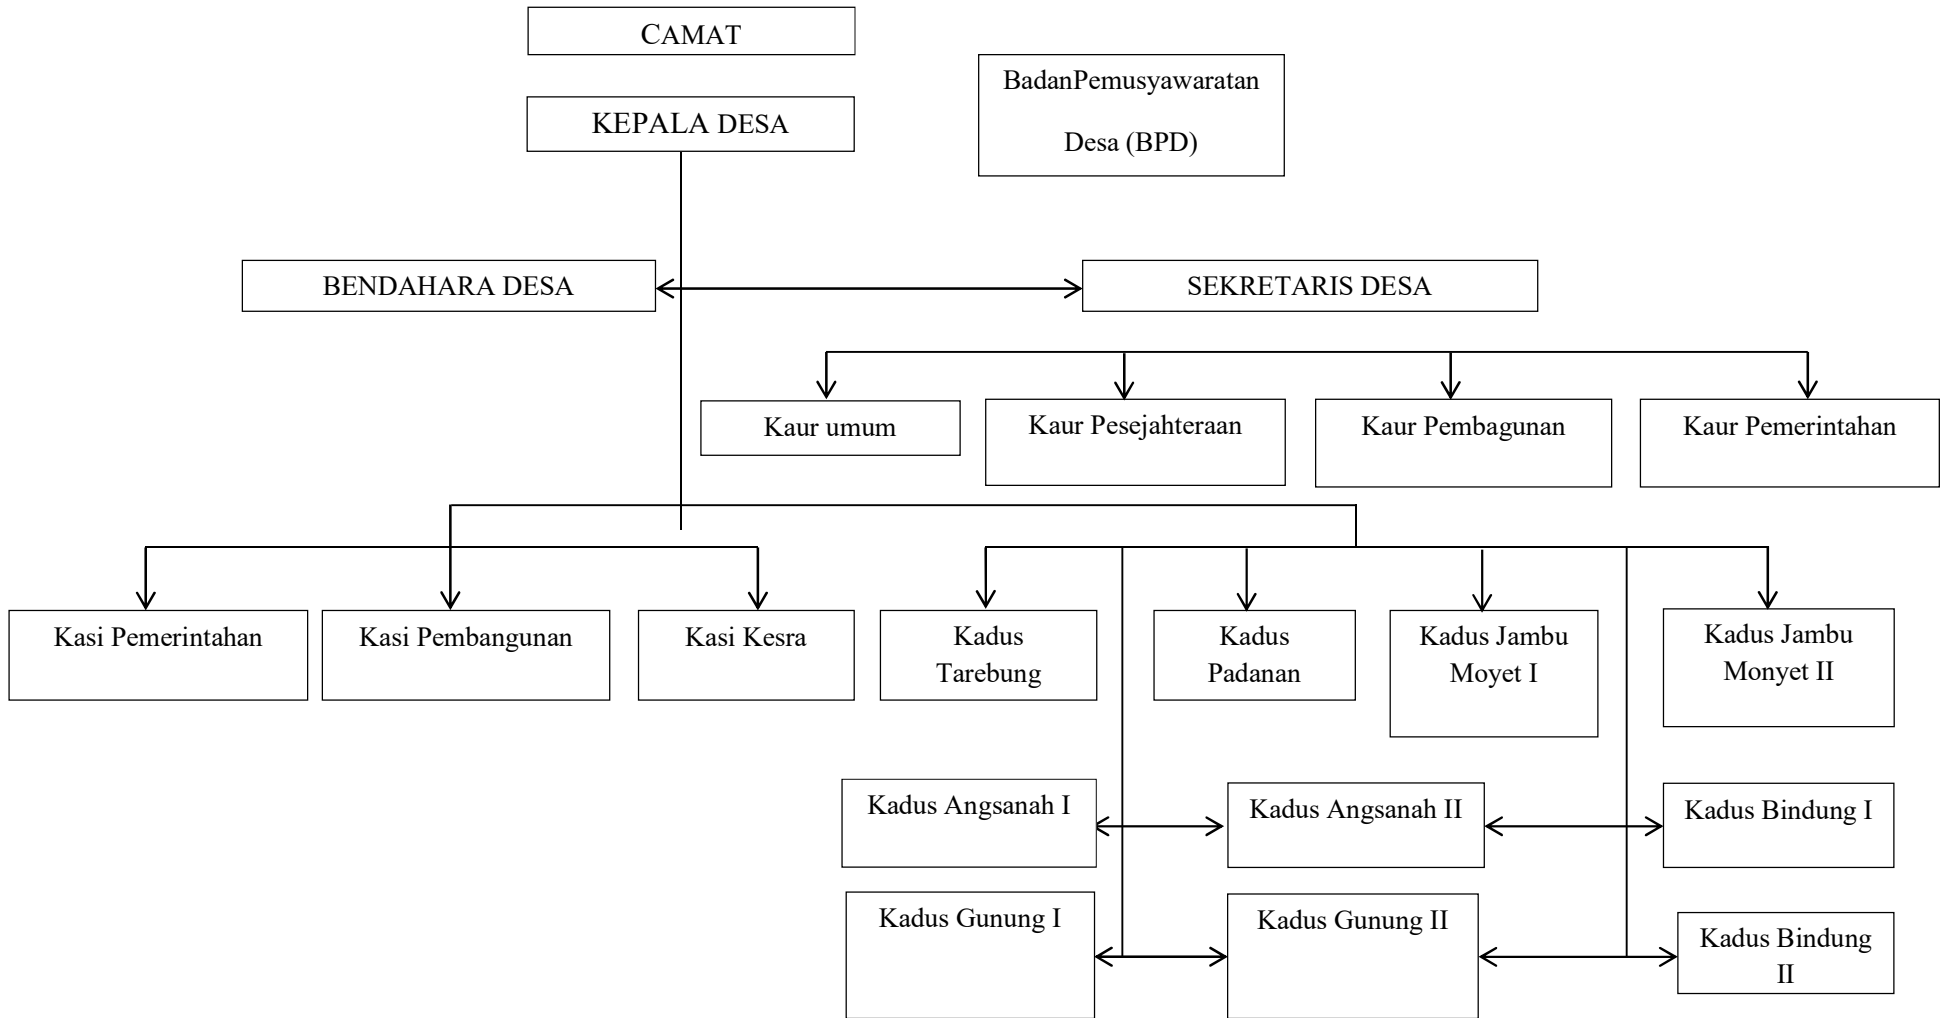 CAMAT
BadanPemusyawaratan
Desa (BPD)
KEPALA DESA
BENDAHARA DESA
SEKRETARIS DESA
Kaur umum
Kaur Pesejahteraan
Kaur Pembagunan
Kaur Pemerintahan
Kasi Pemerintahan
Kasi Pembangunan
Kasi Kesra
Kadus
Tarebung
Kadus
Padanan
Kadus Jambu
Moyet I
Kadus Jambu
Monyet II
Kadus Angsanah I
Kadus Angsanah II
Kadus Bindung I
Kadus Gunung I
Kadus Gunung II
Kadus Bindung
II